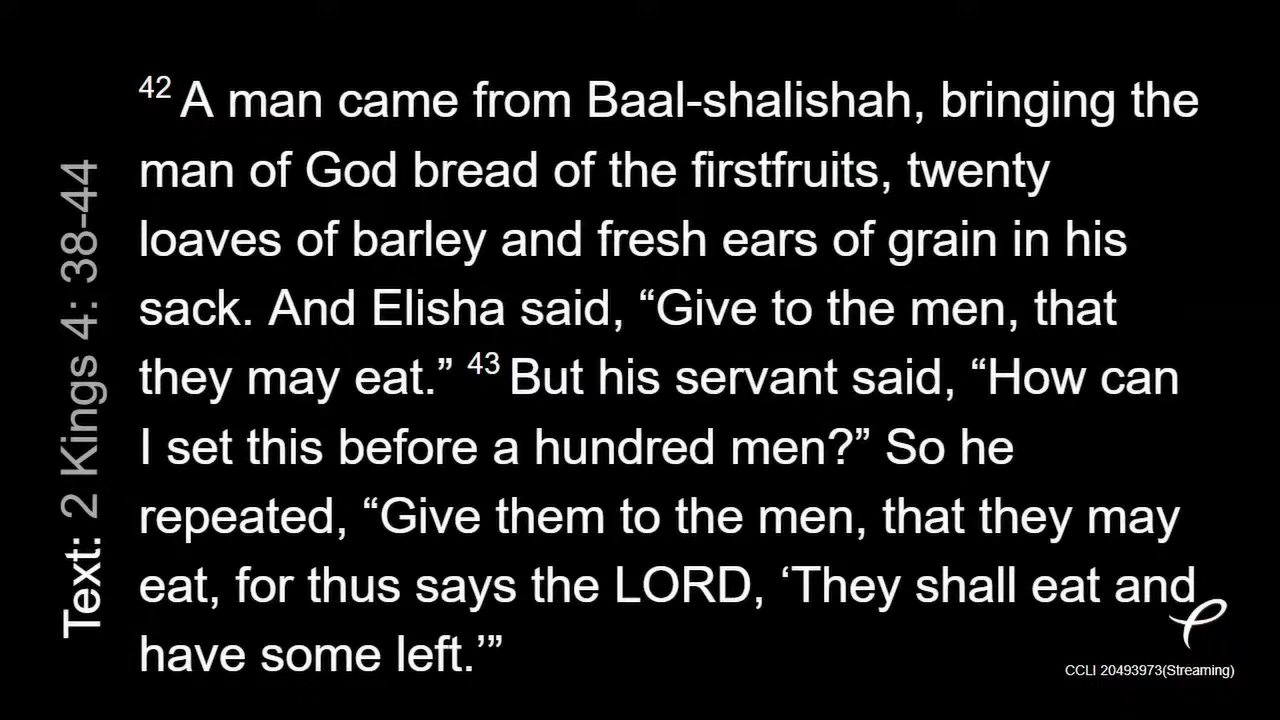 Text: 2 Kings 4: 38-44
42 A man came from Baal-shalishah, bringing the
man of God bread of the firstfruits, twenty
loaves of barley and fresh ears of grain in his
sack. And Elisha said, “Give to the men, that
they may eat.” 43 But his servant said, “How can
I set this before a hundred men?” So he
repeated, “Give them to the men, that they may
eat, for thus says the LORD, ‘They shall eat and
have some left.’”
CCLI 20493973(Streaming)